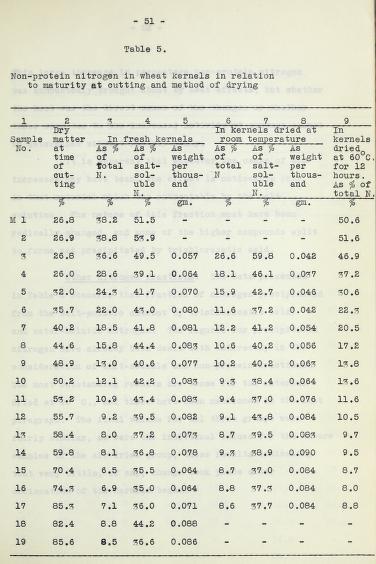 - 51 -
Table 5.
Non-protein nitrogen in wheat kernels in relation
to maturity at cutting and method of drying
1 2 3 4 5 6 7 8 9
Sample No. Dry matter at time of cut- ting In fresh kernels In kernels dried at room temperature In kernels dried at 60°C. for 12 hours. As % of total N.
As % of total N. As % of salt- sol- uble N. As weight per thous- and As % of total N As % of salt- sol- uble N. As weight per thous- and
% % % gm. % % gm. %
M 1 26.8 38.2 51.5 - - - 50.6
2 26.9 38.8 53.9 - - - 51.6
3 26.8 36.6 49.5 0.057 26.6 59.8 0.042 46.9
4 26.0 28.6 39.1 0.064 18.1 46.1 0.037 37.2
5 32.0 24.3 41.7 0.070 15.9 42.7 0.046 30.6
6 35.7 22.0 43.0 0.080 11.6 37.2 0.042 22.3
7 40.2 18.5 41.8 0.081 12.2 41.2 0.054 20.5
8 44.6 15.8 44.4 0.083 10.6 40.2 0.056 17.2
9 48.9 13.0 40.6 0.077 10.2 40.2 0.063 13.8
10 50.2 12.1 42.2 0.083 9.3 38.4 0.064 13.6
11 53.2 10.9 43.4 0.083 9.4 37.0 0.076 11.6
12 55.7 9.2 39.5 0.082 9.1 43.8 0.084 10.5
13 58.4 8.0 37.2 0.073 8.7 39.5 0.083 9.7
14 59.8 8.1 36.8 0.078 9.3 38.9 0.090 9.5
15 70.4 6.5 35.5 0.064 8.7 37.0 0.084 8.7
16 74.3 6.9 35.0 0.064 8.8 37.3 0.084 8.0
17 85.3 7.1 36.0 0.071 8.6 37.7 0.084 8.8
18 82.4 8.8 44.2 0.088 - - - -
19 85.6 8.5 36.6 0.086 - - - -